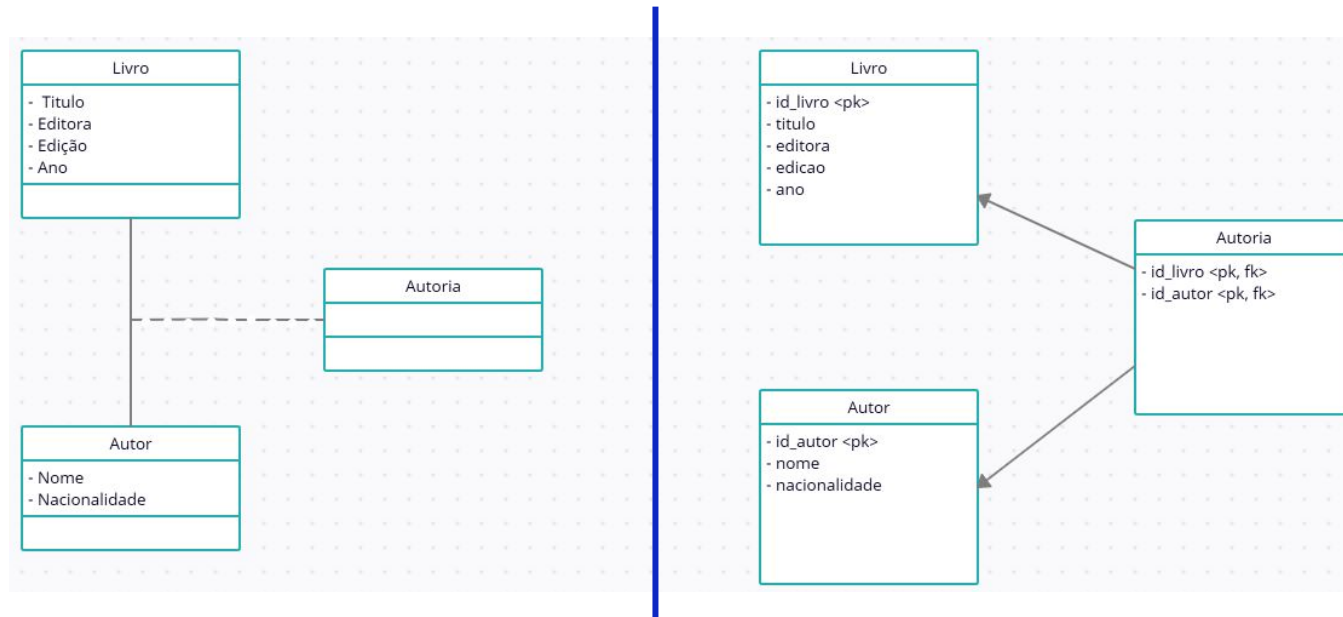 Livro
- Titulo
- Editora
- Edição
- Ano
Autoria
Autor
- Nome
- Nacionalidade
Livro
- id_livro <pk>
- titulo
- editora
- edicao
- ano
Autoria
- id_livro <pk, fk>
- id_autor <pk, fk>
Autor
- id_autor <pk>
- nome
- nacionalidade